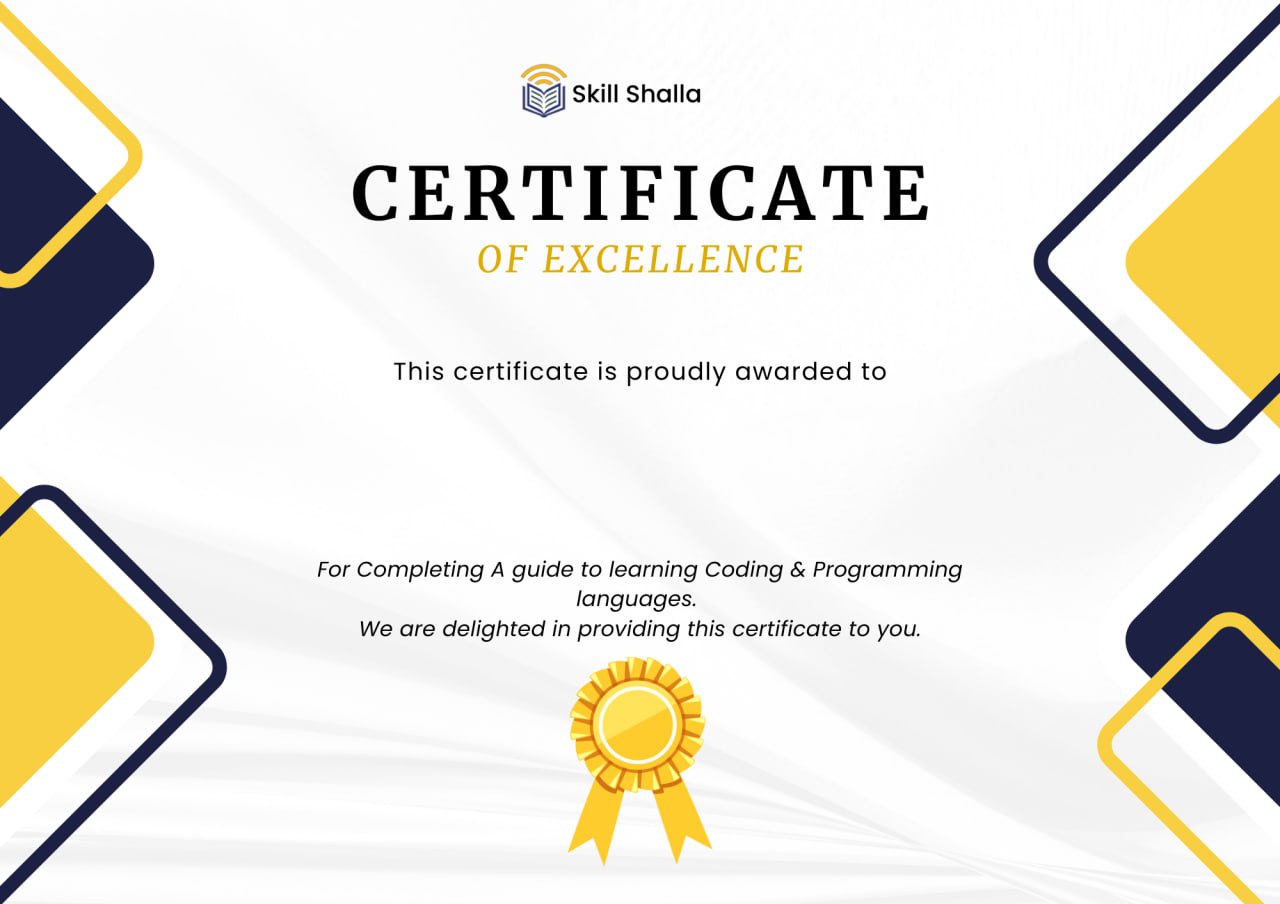 Skill Shalla
CERTIFICATE
OF EXCELLENCE
This certificate is proudly awarded to
For Completing A guide to learning Coding & Programming
languages.
We are delighted in providing this certificate to you.